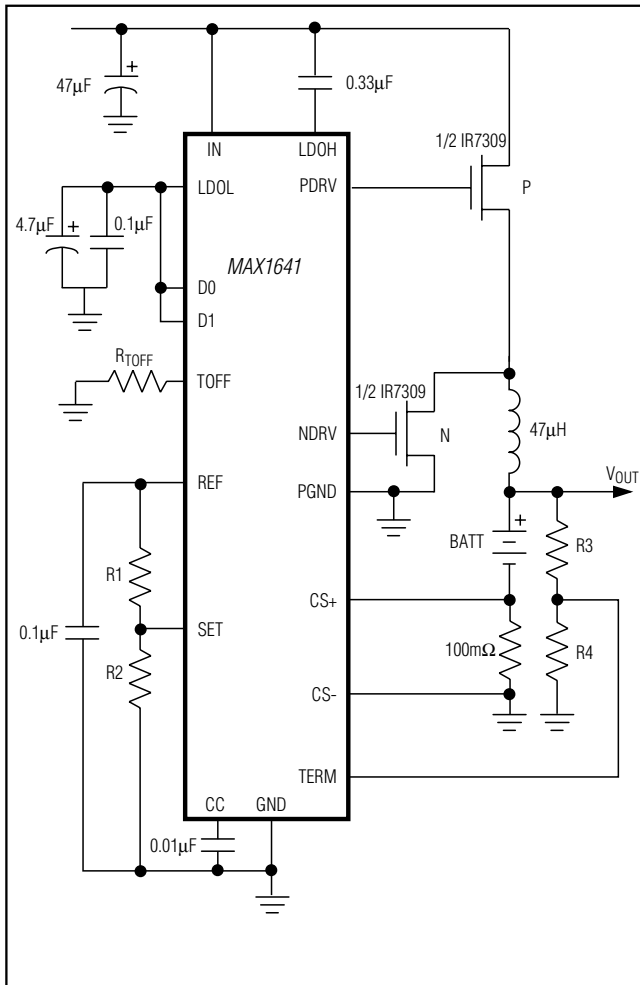 47µF
+
0.33µF
1/2 IR7309
IN
LDOH
LDOL
PDRV
P
4.7µF
+
0.1µF
MAX1641
D0
D1
RTOFF
TOFF
1/2 IR7309
NDRV
N
47µH
REF
PGND
VOUT
+
BATT
R3
R1
CS+
0.1µF
SET
100mΩ
R4
R2
CS-
TERM
CC
GND
0.01µF